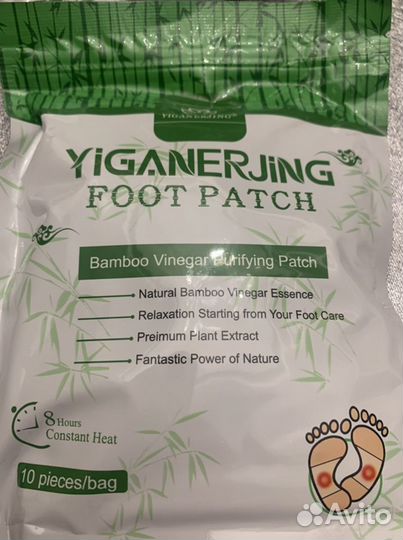 YIGANERJING®
YiGANERJiNG
FOOT PATCH
Bamboo Vinegar Purifying Patch
Natural Bamboo Vinegar Essence
Relaxation Starting from Your Foot Care
Preimum Plant Extract
Fantastic Power of Nature
8 Hours
Constant Heat
10 pieces/bag
Avito